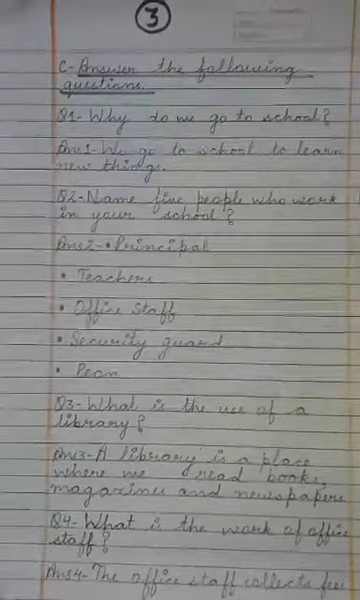 3
C- Answer the following
questions.
Q1- Why do we go to school?
Ans1- We go to school to learn
new things.
Q2- Name five people who work
in your school?
Ans2- • Principal
• Teachers
• Office Staff
• Security guard
• Peon
Q3- What is the use of a
library?
Ans3- A library is a place
where we read books,
magazines and newspapers
Q4- What is the work of office
staff?
Ans4- The office staff collects fees